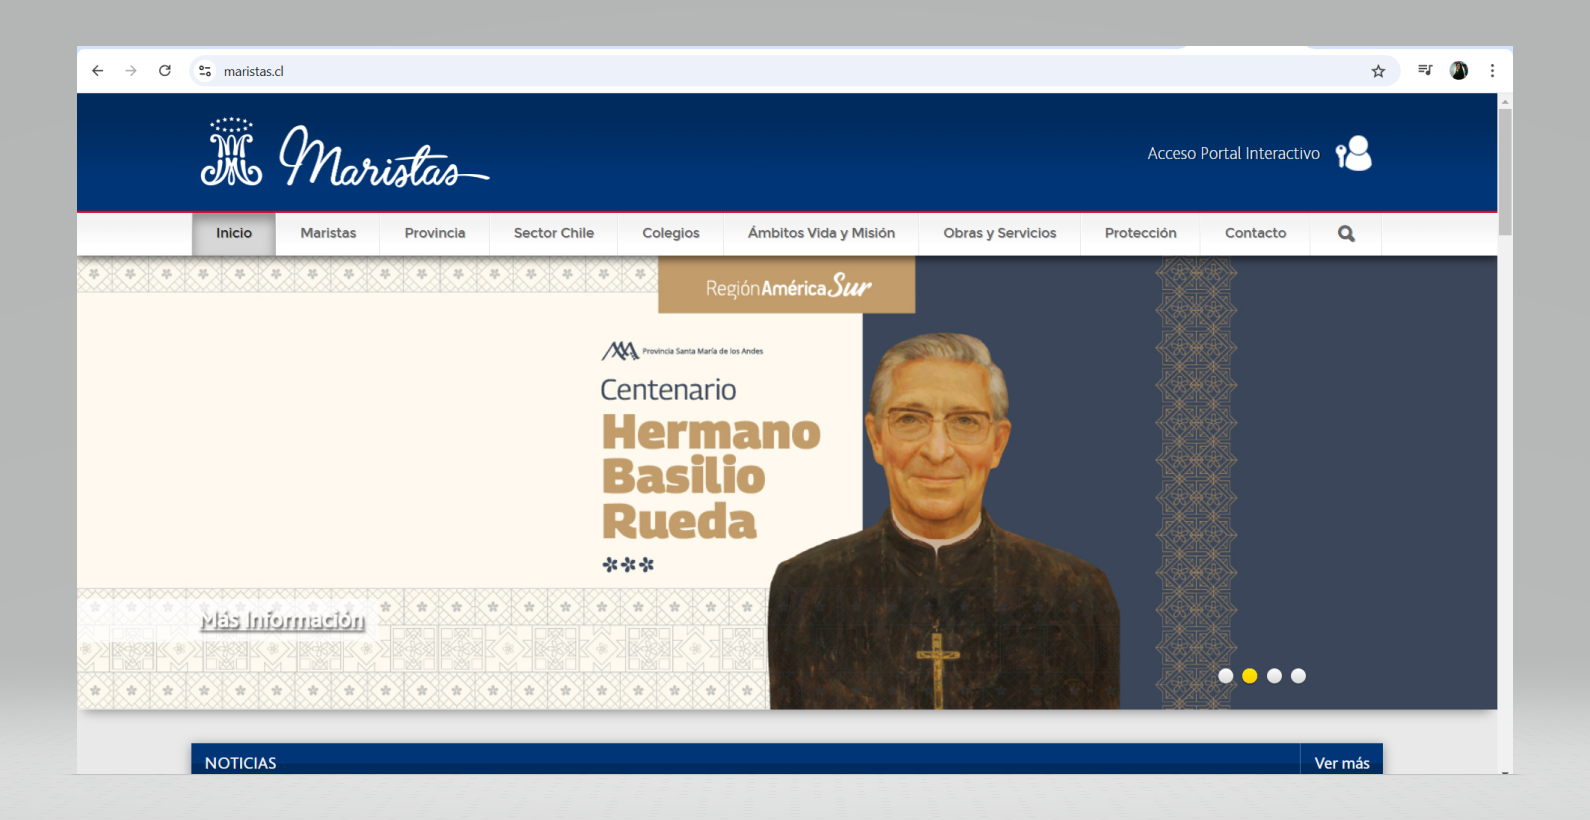 maristas.cl
Maristas
Acceso Portal Interactivo
Inicio Maristas Provincia Sector Chile Colegios Ámbitos Vida y Misión Obras y Servicios Protección Contacto
Región América Sur
Provincia Santa María de los Andes
Centenario
Hermano
Basilio
Rueda
Más Información
NOTICIAS Ver más